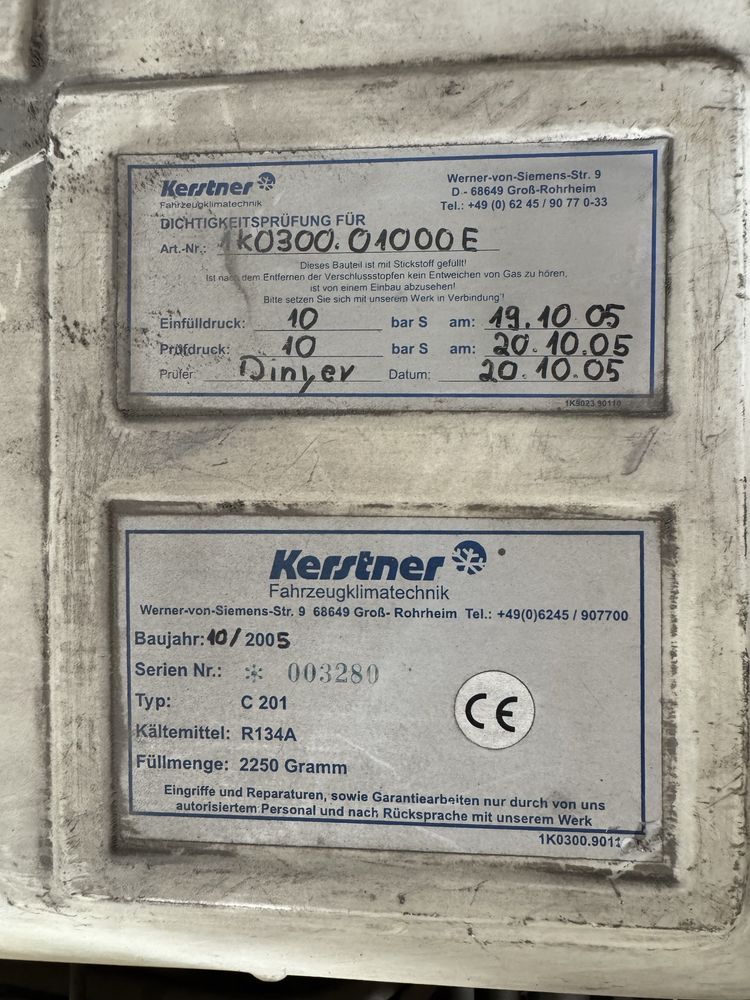 Kerstner
Fahrzeugklimatechnik
Werner-von-Siemens-Str. 9
D - 68649 Groß-Rohrheim
Tel.: +49 (0) 62 45 / 90 77 0-33
DICHTIGKEITSPRÜFUNG FÜR
Art.-Nr.: 1K0300.01000E
Dieses Bauteil ist mit Stickstoff gefüllt!
Ist nach dem Entfernen der Verschlussstopfen kein Entweichen von Gas zu hören,
ist von einem Einbau abzusehen!
Bitte setzen Sie sich mit unserem Werk in Verbindung!
Einfülldruck: 10 bar S am: 19.10 05
Prüfdruck: 10 bar S am: 20.10.05
Prüfer: Datum: 20.10.05
1K9023.90110
Kerstner
Fahrzeugklimatechnik
Werner-von-Siemens-Str. 9 68649 Groß- Rohrheim Tel.: +49(0)6245 / 907700
Baujahr: 10/2005
Serien Nr.: * 003280
Typ: C 201
CE
Kältemittel: R134A
Füllmenge: 2250 Gramm
Eingriffe und Reparaturen, sowie Garantiearbeiten nur durch von uns
autorisiertem Personal und nach Rücksprache mit unserem Werk